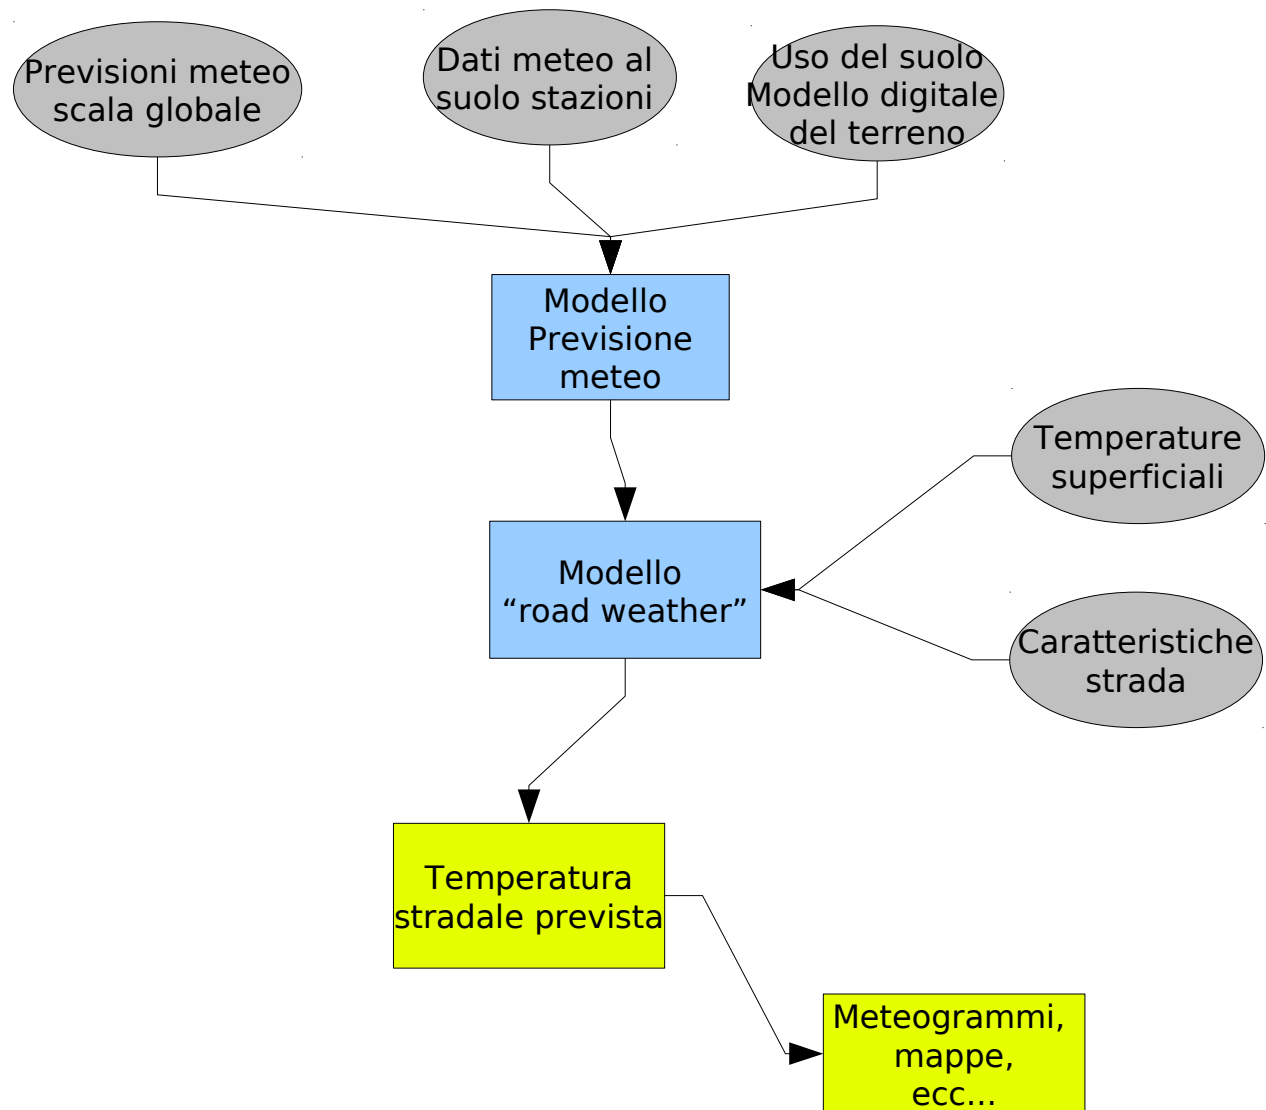 Previsioni meteo
scala globale
Dati meteo al
suolo stazioni
Uso del suolo
Modello digitale
del terreno
Modello
Previsione
meteo
Temperature
superficiali
Modello
“road weather”
Caratteristiche
strada
Temperatura
stradale prevista
Meteogrammi,
mappe,
ecc...